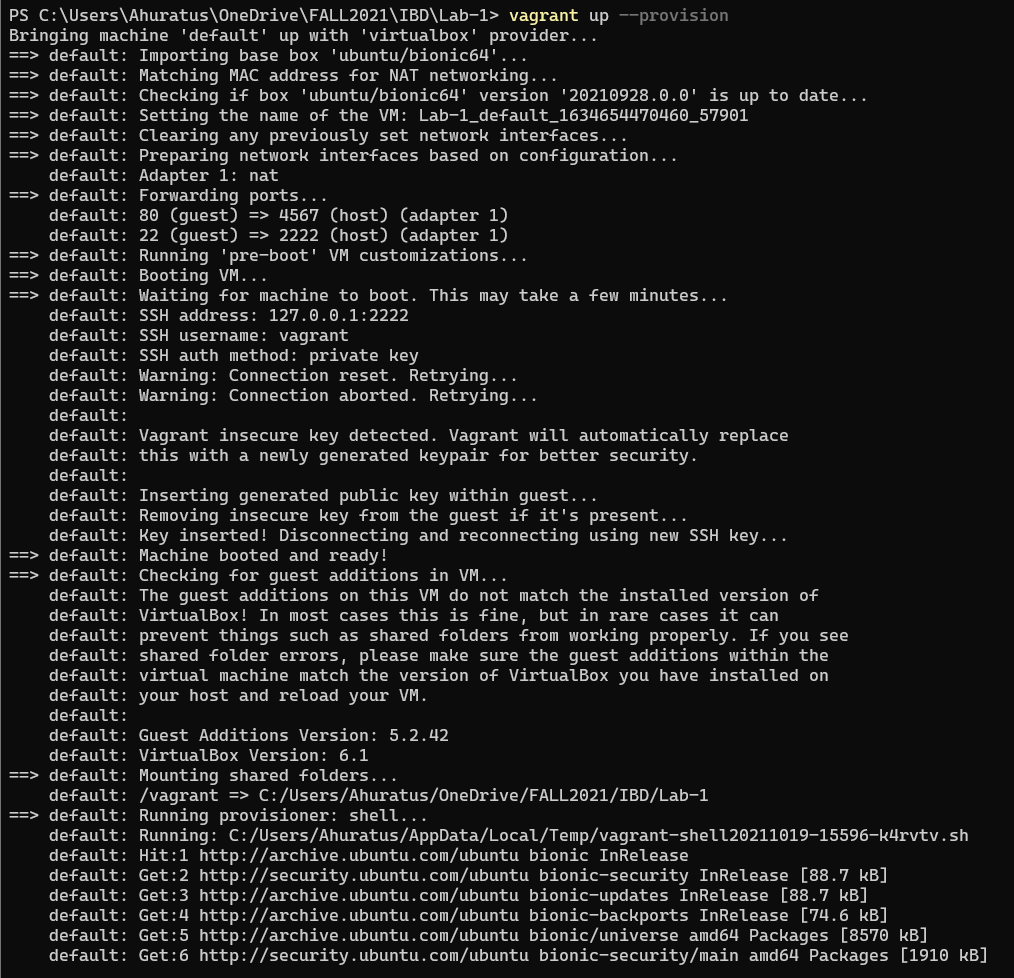 PS C:\Users\Ahuratus\OneDrive\FALL2021\IBD\Lab-1> vagrant up --provision
Bringing machine 'default' up with 'virtualbox' provider...
==> default: Importing base box 'ubuntu/bionic64'...
==> default: Matching MAC address for NAT networking...
==> default: Checking if box 'ubuntu/bionic64' version '20210928.0.0' is up to date...
==> default: Setting the name of the VM: Lab-1_default_1634654470460_57901
==> default: Clearing any previously set network interfaces...
==> default: Preparing network interfaces based on configuration...
    default: Adapter 1: nat
==> default: Forwarding ports...
    default: 80 (guest) => 4567 (host) (adapter 1)
    default: 22 (guest) => 2222 (host) (adapter 1)
==> default: Running 'pre-boot' VM customizations...
==> default: Booting VM...
==> default: Waiting for machine to boot. This may take a few minutes...
    default: SSH address: 127.0.0.1:2222
    default: SSH username: vagrant
    default: SSH auth method: private key
    default: Warning: Connection reset. Retrying...
    default: Warning: Connection aborted. Retrying...
    default:
    default: Vagrant insecure key detected. Vagrant will automatically replace
    default: this with a newly generated keypair for better security.
    default:
    default: Inserting generated public key within guest...
    default: Removing insecure key from the guest if it's present...
    default: Key inserted! Disconnecting and reconnecting using new SSH key...
==> default: Machine booted and ready!
==> default: Checking for guest additions in VM...
    default: The guest additions on this VM do not match the installed version of
    default: VirtualBox! In most cases this is fine, but in rare cases it can
    default: prevent things such as shared folders from working properly. If you see
    default: shared folder errors, please make sure the guest additions within the
    default: virtual machine match the version of VirtualBox you have installed on
    default: your host and reload your VM.
    default:
    default: Guest Additions Version: 5.2.42
    default: VirtualBox Version: 6.1
==> default: Mounting shared folders...
    default: /vagrant => C:/Users/Ahuratus/OneDrive/FALL2021/IBD/Lab-1
==> default: Running provisioner: shell...
    default: Running: C:/Users/Ahuratus/AppData/Local/Temp/vagrant-shell20211019-15596-k4rvtv.sh
    default: Hit:1 http://archive.ubuntu.com/ubuntu bionic InRelease
    default: Get:2 http://security.ubuntu.com/ubuntu bionic-security InRelease [88.7 kB]
    default: Get:3 http://archive.ubuntu.com/ubuntu bionic-updates InRelease [88.7 kB]
    default: Get:4 http://archive.ubuntu.com/ubuntu bionic-backports InRelease [74.6 kB]
    default: Get:5 http://archive.ubuntu.com/ubuntu bionic/universe amd64 Packages [8570 kB]
    default: Get:6 http://security.ubuntu.com/ubuntu bionic-security/main amd64 Packages [1910 kB]